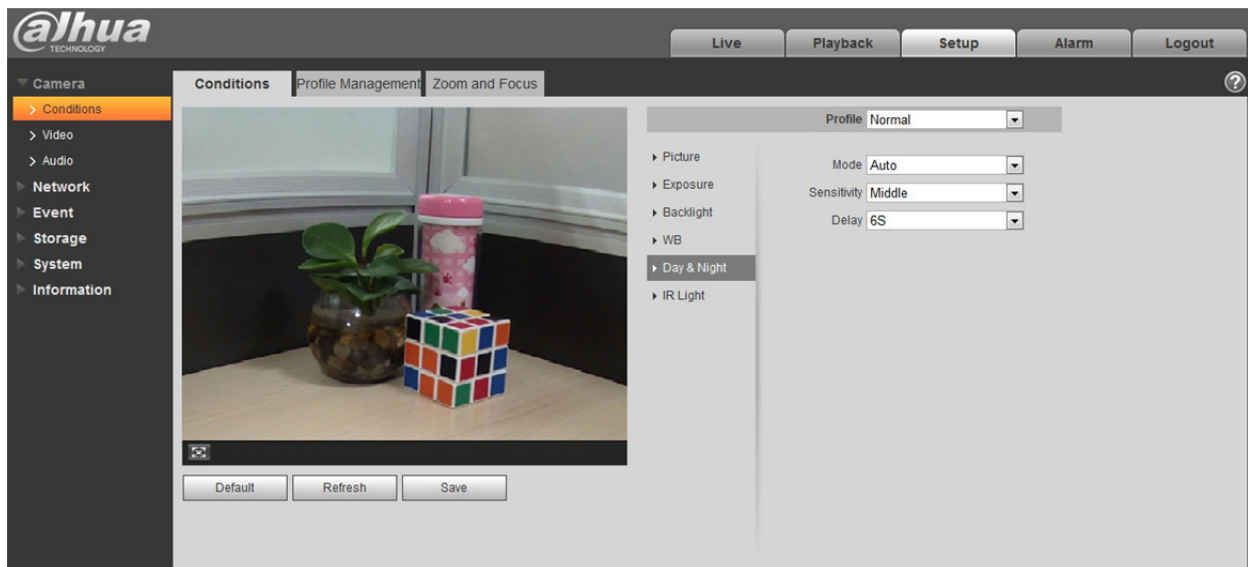 alhua
TECHNOLOGY
Live
Playback
Setup
Alarm
Logout
Camera
Conditions
Video
Audio
Network
Event
Storage
System
Information
Conditions
Profile Management
Zoom and Focus
?
Default
Refresh
Save
Profile Normal
Picture
Exposure
Backlight
WB
Day & Night
IR Light
Mode Auto
Sensitivity Middle
Delay 6S